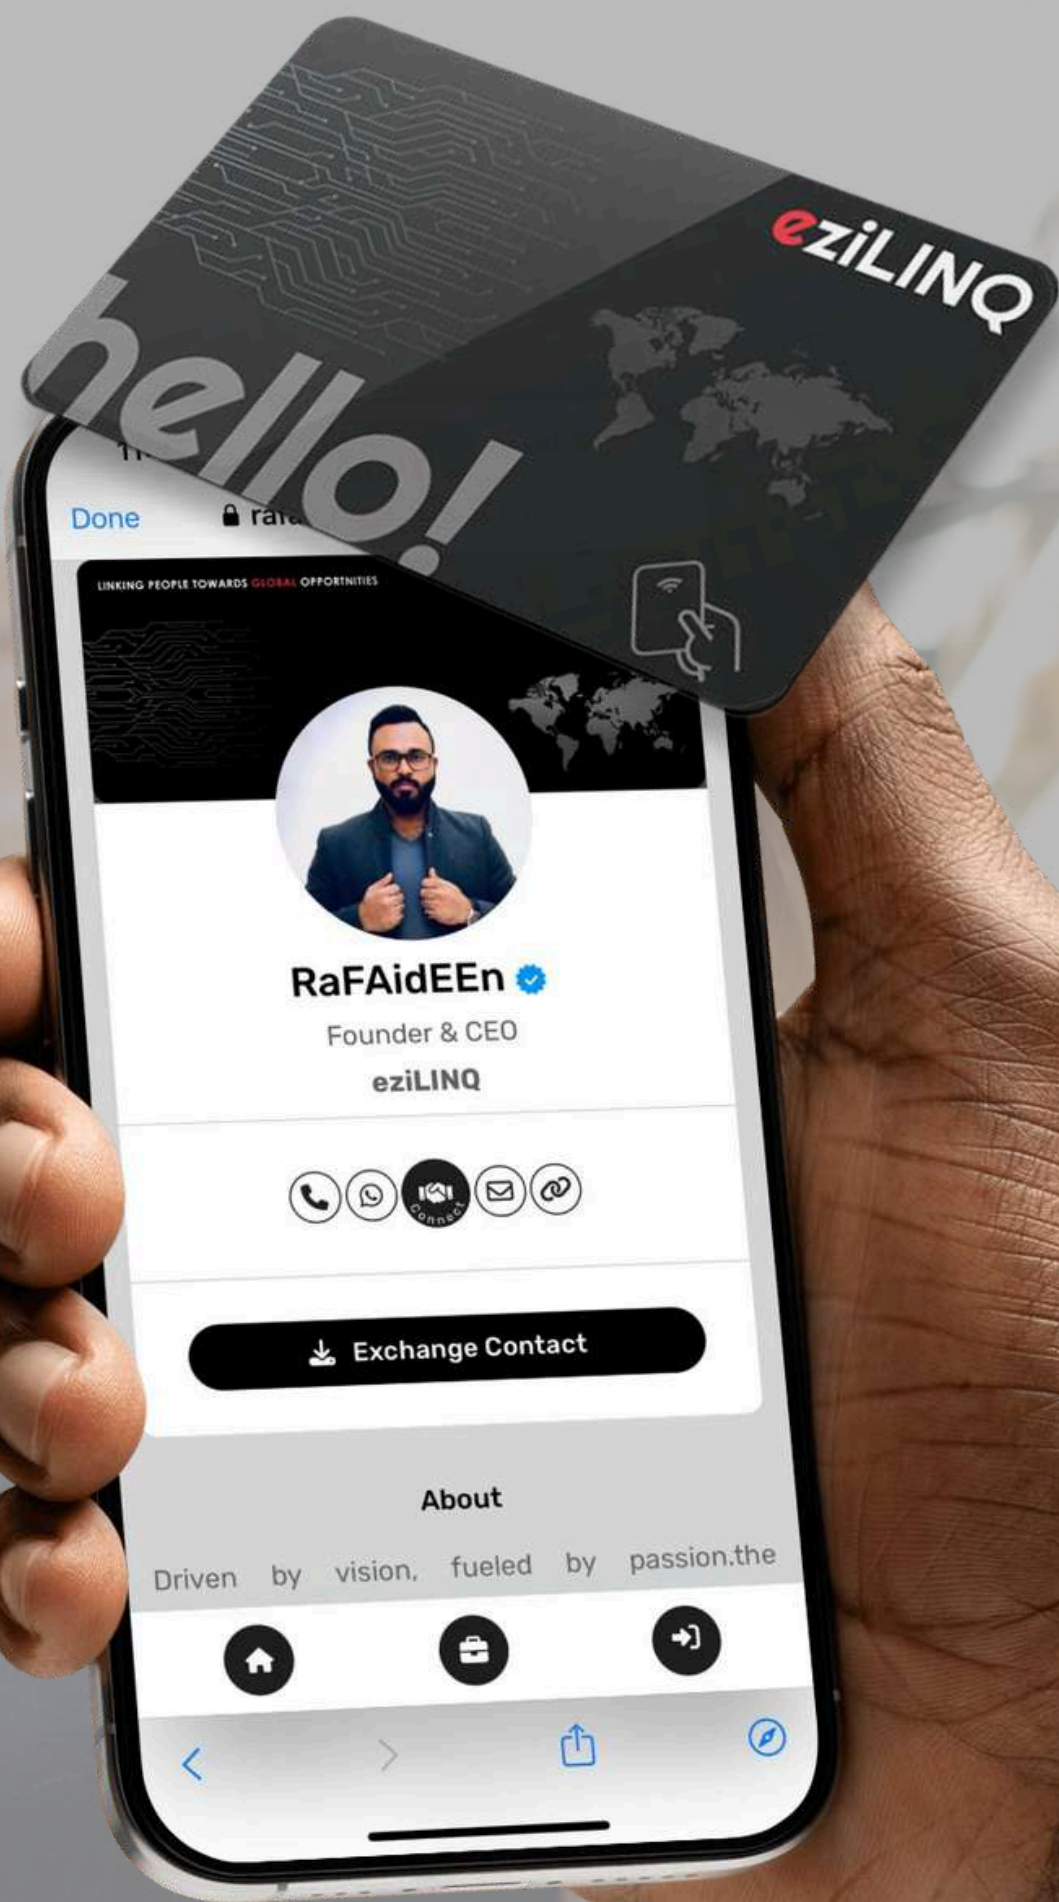 eziLINQ
hello!
Done
LINKING PEOPLE TOWARDS GLOBAL OPPORTNITIES
RaFAidEEn
Founder & CEO
eziLINQ
Connect
Exchange Contact
About
Driven by vision, fueled by passion.the